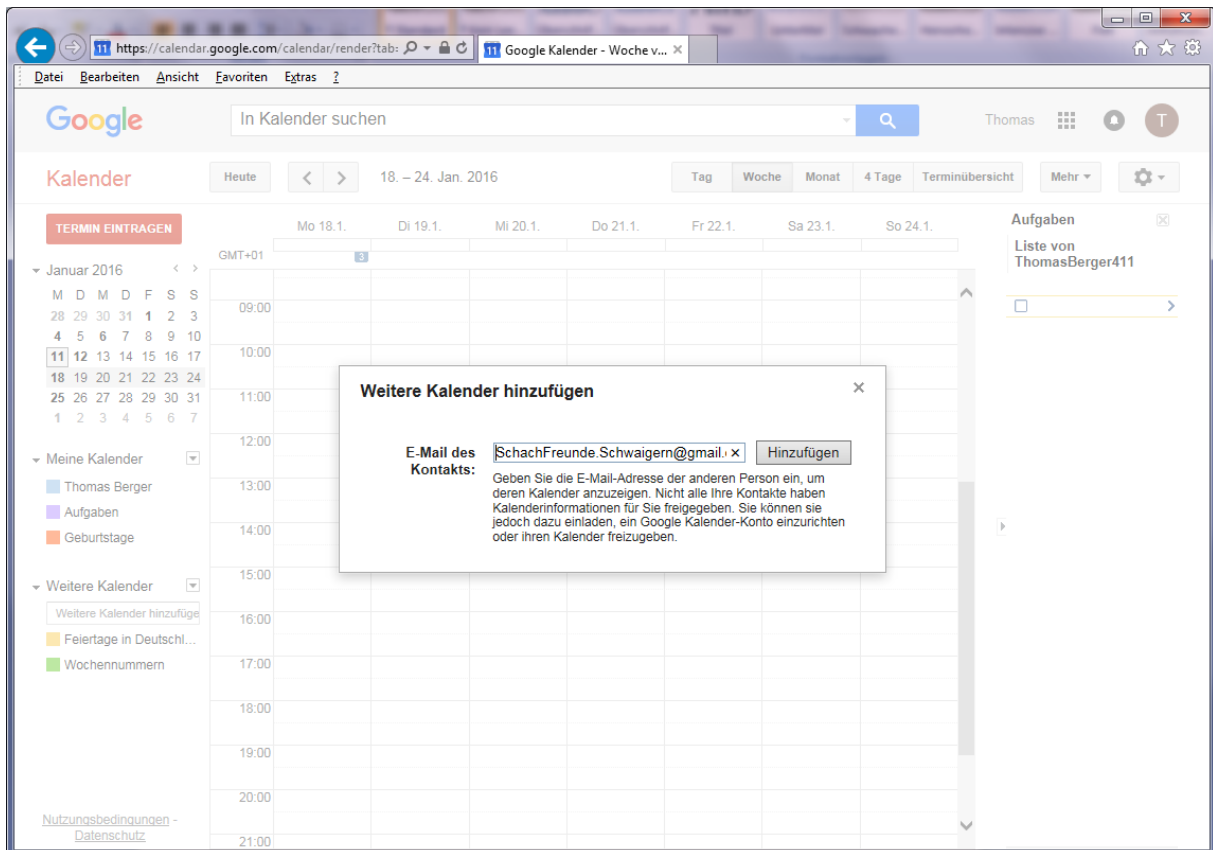 https://calendar.google.com/calendar/render?tab:
Google Kalender - Woche v...
Datei Bearbeiten Ansicht Favoriten Extras ?
Google
In Kalender suchen
Thomas
T
Kalender
Heute
18. – 24. Jan. 2016
Tag Woche Monat 4 Tage Terminübersicht
Mehr
TERMIN EINTRAGEN
Januar 2016
M D M D F S S
28 29 30 31 1 2 3
4 5 6 7 8 9 10
11 12 13 14 15 16 17
18 19 20 21 22 23 24
25 26 27 28 29 30 31
1 2 3 4 5 6 7
Meine Kalender
Thomas Berger
Aufgaben
Geburtstage
Weitere Kalender
Weitere Kalender hinzufüge
Feiertage in Deutschl...
Wochennummern
Nutzungsbedingungen -
Datenschutz
Mo 18.1. Di 19.1. Mi 20.1. Do 21.1. Fr 22.1. Sa 23.1. So 24.1.
GMT+01
3
09:00
10:00
11:00
12:00
13:00
14:00
15:00
16:00
17:00
18:00
19:00
20:00
21:00
Weitere Kalender hinzufügen
E-Mail des
Kontakts:
SchachFreunde.Schwaigern@gmail.
Hinzufügen
Geben Sie die E-Mail-Adresse der anderen Person ein, um
deren Kalender anzuzeigen. Nicht alle Ihre Kontakte haben
Kalenderinformationen für Sie freigegeben. Sie können sie
jedoch dazu einladen, ein Google Kalender-Konto einzurichten
oder ihren Kalender freizugeben.
Aufgaben
Liste von
ThomasBerger411